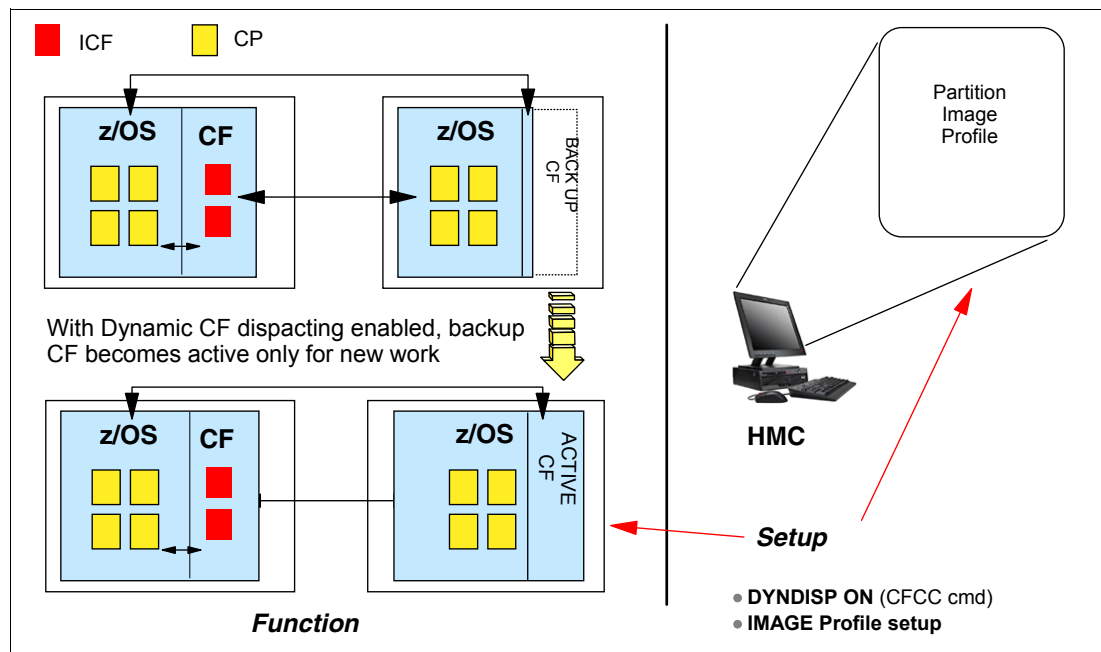 ICF
CP
z/OS
CF
z/OS
BACK UP
CF
With Dynamic CF dispacting enabled, backup
CF becomes active only for new work
z/OS
CF
z/OS
ACTIVE
CF
Function
Partition
Image
Profile
HMC
Setup
• DYNDISP ON (CFCC cmd)
• IMAGE Profile setup